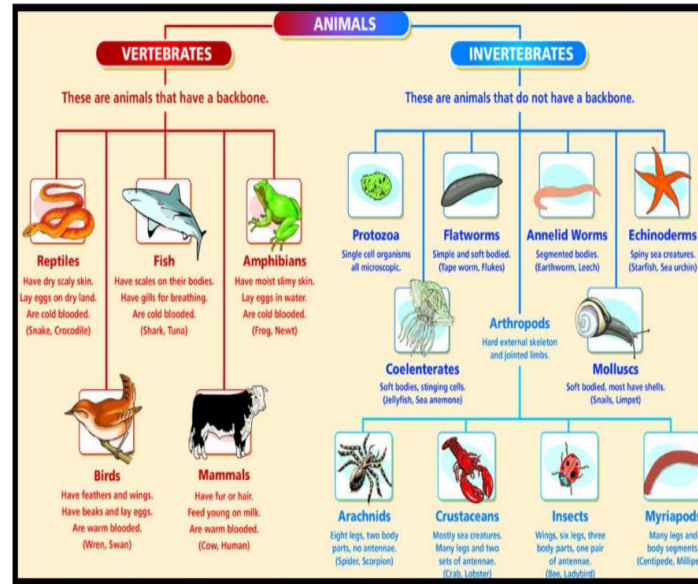 ANIMALS
VERTEBRATES
These are animals that have a backbone.
Reptiles
Have dry scaly skin.
Lay eggs on dry land.
Are cold blooded.
(Snake, Crocodile)
Fish
Have scales on their bodies.
Have gills for breathing.
Are cold blooded.
(Shark, Tuna)
Amphibians
Have moist slimy skin.
Lay eggs in water.
Are cold blooded.
(Frog, Newt)
Birds
Have feathers and wings.
Have beaks and lay eggs.
Are warm blooded.
(Wren, Swan)
Mammals
Have fur or hair.
Feed young on milk.
Are warm blooded.
(Cow, Human)
INVERTEBRATES
These are animals that do not have a backbone.
Protozoa
Single cell organisms
all microscopic.
Flatworms
Simple and soft bodied.
(Tape worm, Flukes)
Annelid Worms
Segmented bodies.
(Earthworm, Leech)
Echinoderms
Spiny sea creatures.
(Starfish, Sea urchin)
Coelenterates
Soft bodies, stinging cells.
(Jellyfish, Sea anemone)
Arthropods
Hard external skeleton
and jointed limbs.
Molluscs
Soft bodied, most have shells.
(Snails, Limpet)
Arachnids
Eight legs, two body
parts, no antennae.
(Spider, Scorpion)
Crustaceans
Mostly sea creatures.
Many legs and two
sets of antennae.
(Crab, Lobster)
Insects
Wings, six legs, three
body parts, one pair
of antennae.
(Bee, Ladybird)
Myriapods
Many legs and
body segments
(Centipede, Millipe